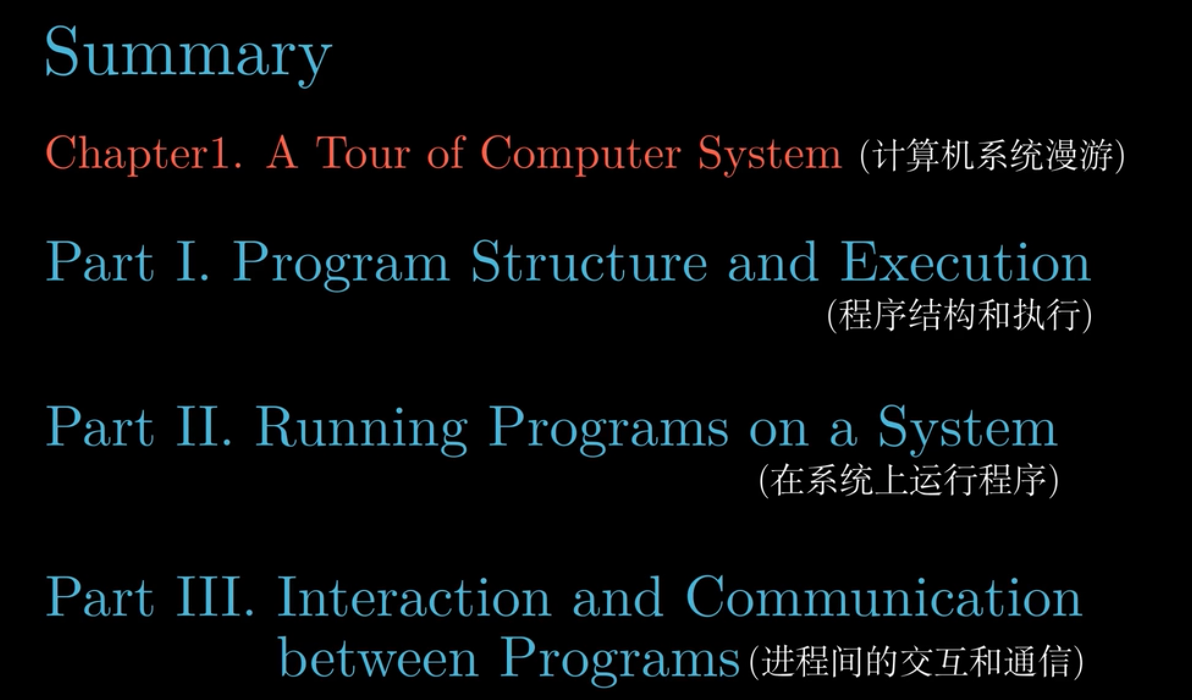 Summary
Chapter1. A Tour of Computer System (计算机系统漫游)
Part I. Program Structure and Execution
(程序结构和执行)
Part II. Running Programs on a System
(在系统上运行程序)
Part III. Interaction and Communication
between Programs(进程间的交互和通信)